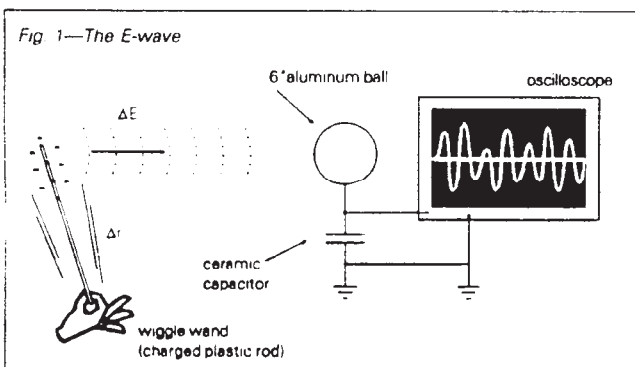 Fig. 1—The E-wave
6" aluminum ball
oscilloscope
ΔE
Δr
ceramic
capacitor
wiggle wand
(charged plastic rod)